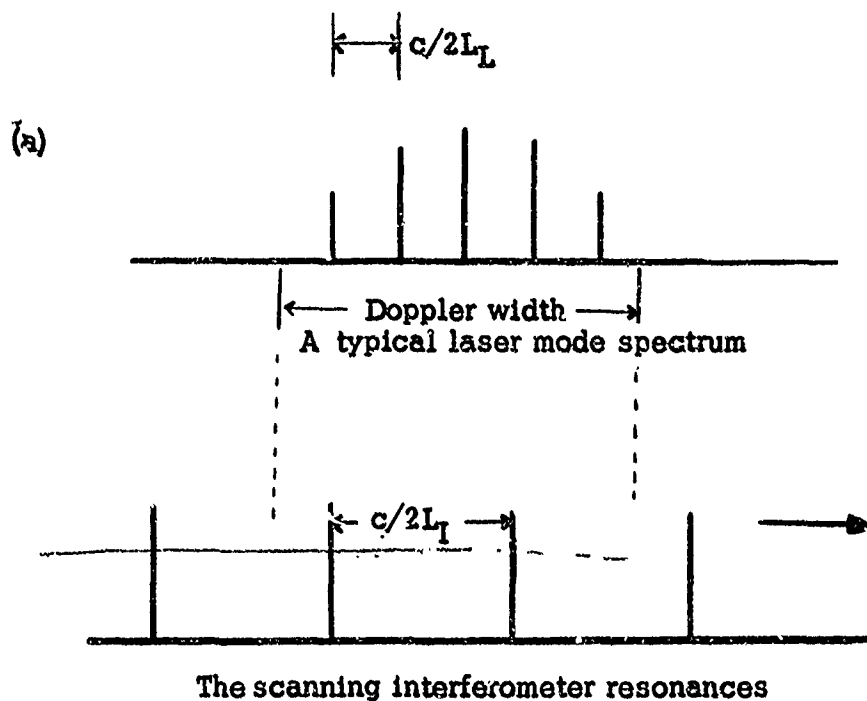 c/2L_L
(a)
Doppler width
A typical laser mode spectrum
c/2L_I
The scanning interferometer resonances